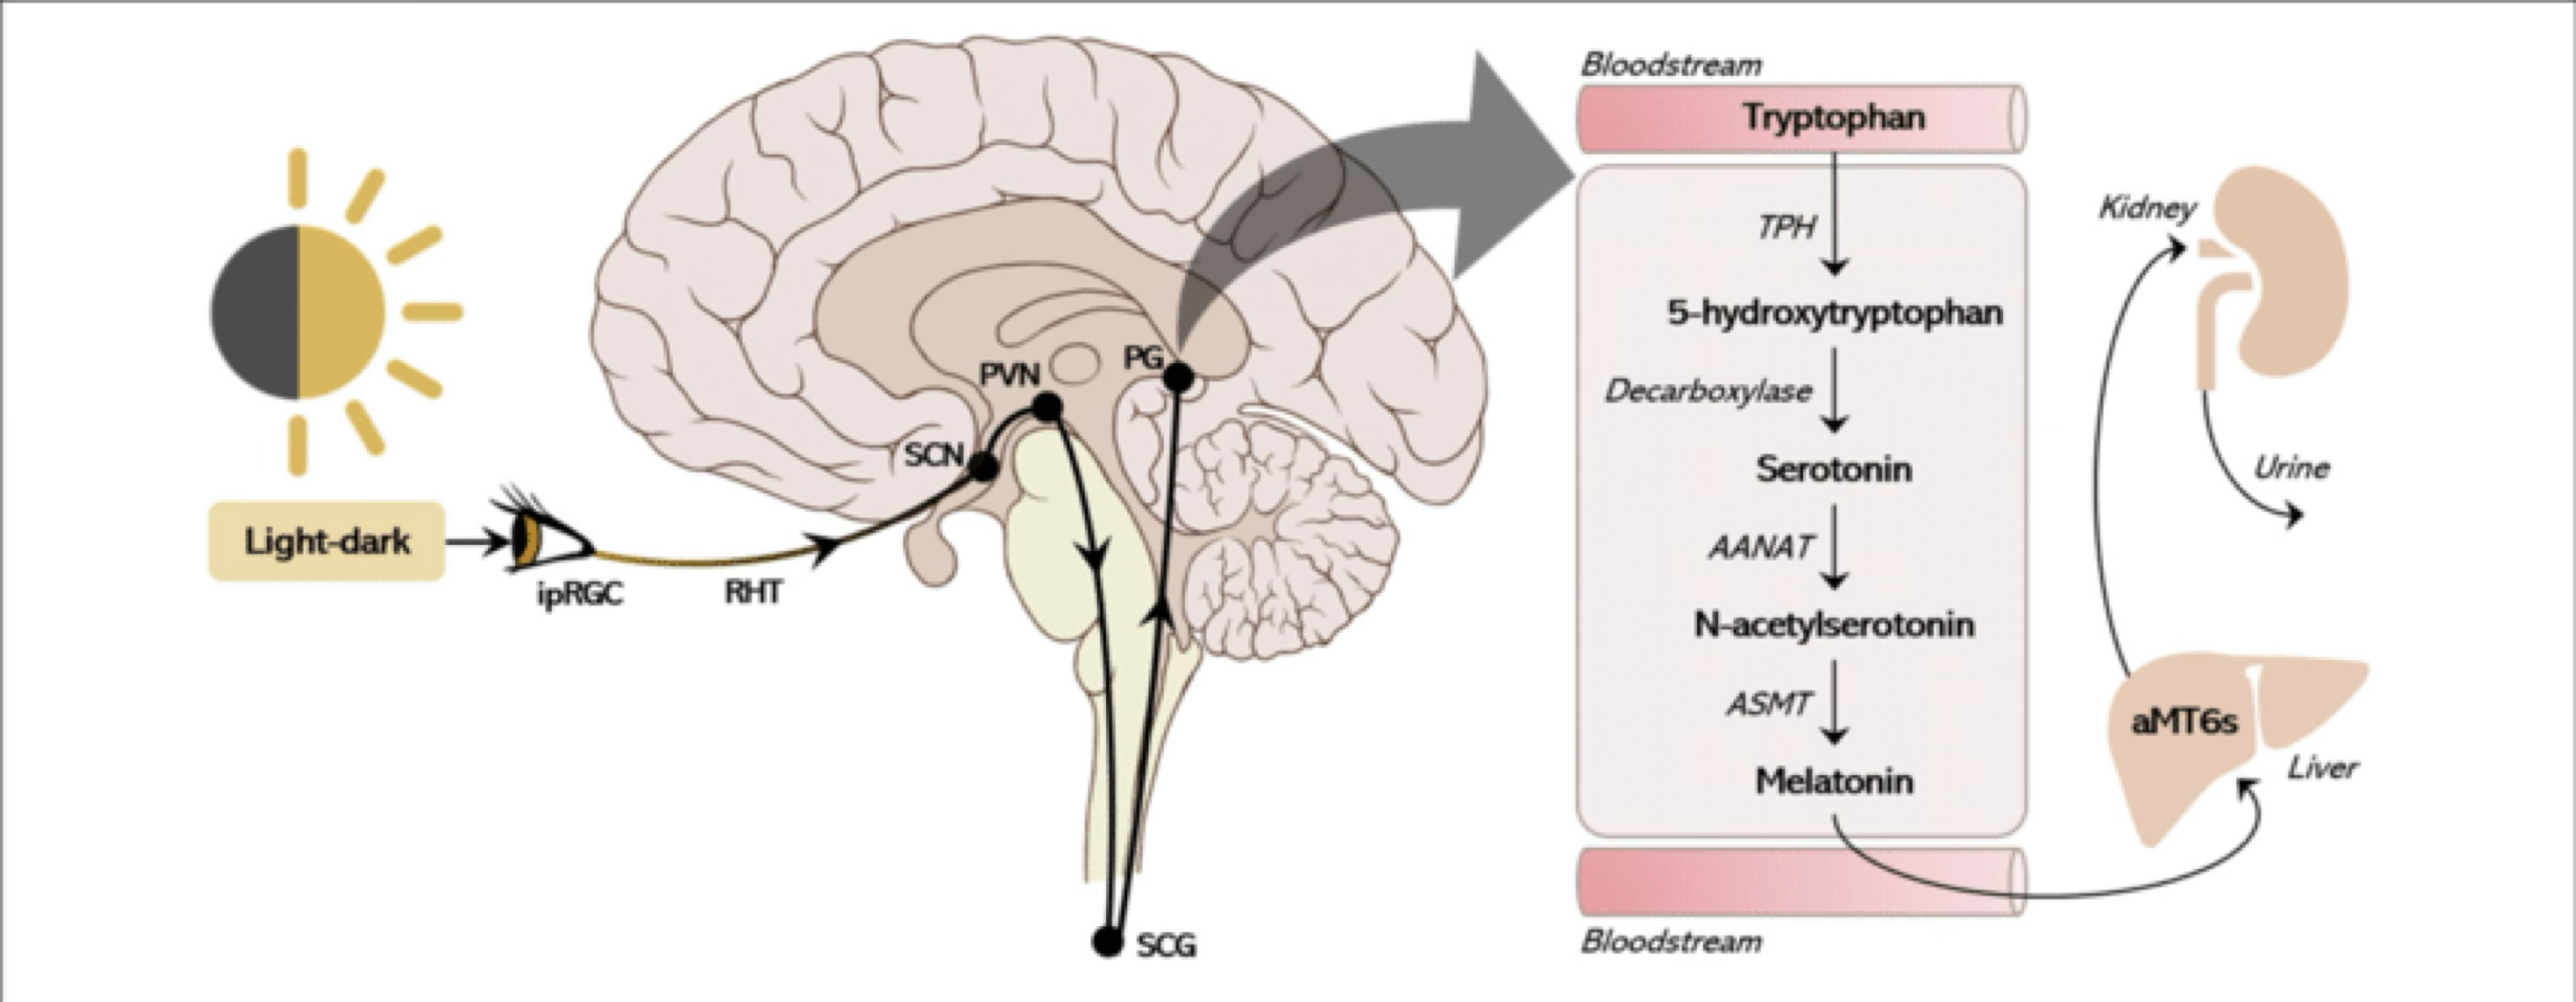 Light-dark
ipRGC
RHT
SCN
PVN
PG
SCG
Bloodstream
Tryptophan
TPH
5-hydroxytryptophan
Decarboxylase
Serotonin
AANAT
N-acetylserotonin
ASMT
Melatonin
Bloodstream
Kidney
Urine
aMT6s
Liver